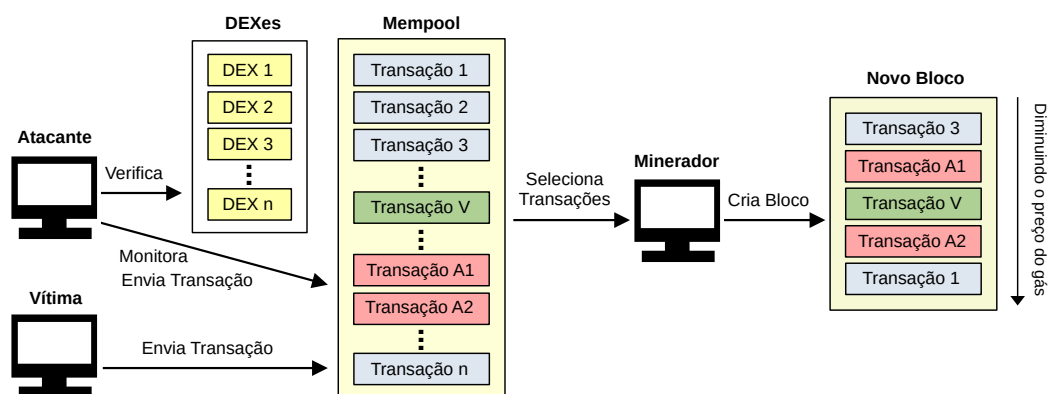 DEXes
DEX 1
DEX 2
DEX 3
DEX n
Atacante
Verifica
Monitora
Envia Transação
Vítima
Envia Transação
Mempool
Transação 1
Transação 2
Transação 3
Transação V
Transação A1
Transação A2
Transação n
Seleciona
Transações
Minerador
Cria Bloco
Novo Bloco
Transação 3
Transação A1
Transação V
Transação A2
Transação 1
Diminuindo o preço do gás